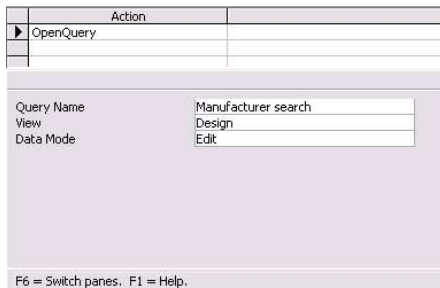 Action
OpenQuery
Query Name Manufacturer search
View Design
Data Mode Edit
F6 = Switch panes. F1 = Help.